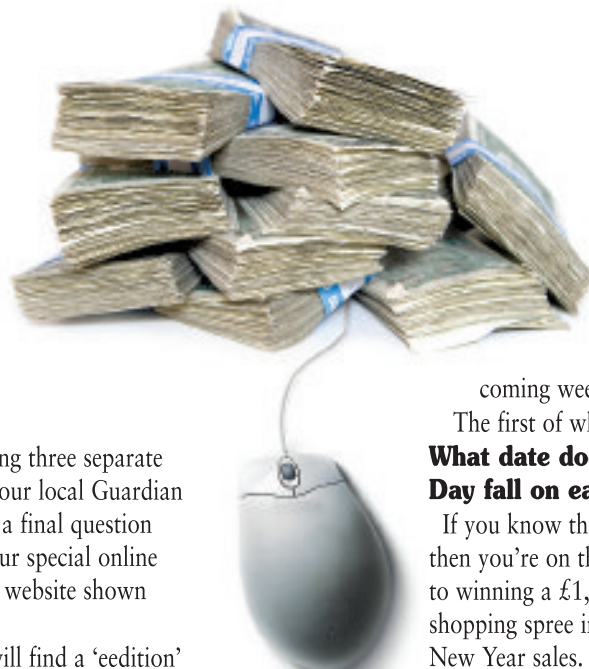 ng three separate
our local Guardian
a final question
ur special online
website shown
vill find a 'eedition'
coming wee
The first of wh
What date do
Day fall on ea
If you know th
then you're on th
to winning a £1,
shopping spree in
New Year sales.